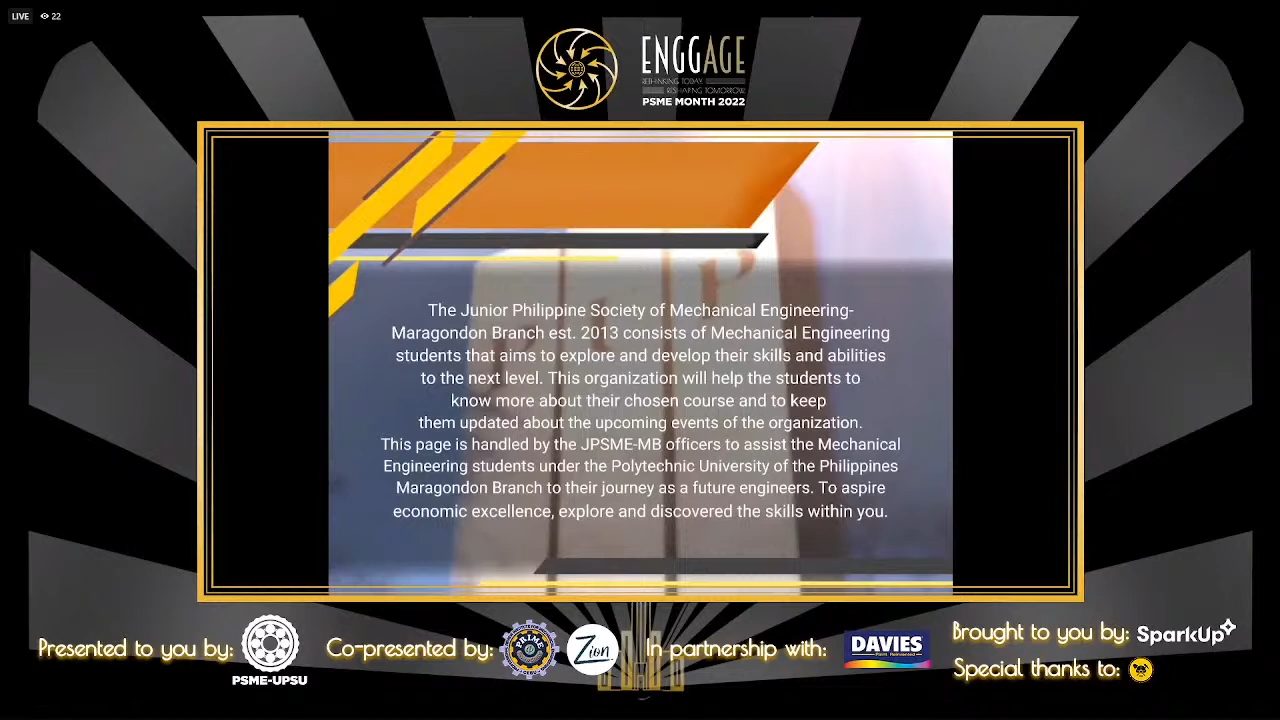 LIVE 22
ENGGAGE
RETHINKING TODAY
RESHAPING TOMORROW
PSME MONTH 2022
The Junior Philippine Society of Mechanical Engineering-
Maragondon Branch est. 2013 consists of Mechanical Engineering
students that aims to explore and develop their skills and abilities
to the next level. This organization will help the students to
know more about their chosen course and to keep
them updated about the upcoming events of the organization.
This page is handled by the JPSME-MB officers to assist the Mechanical
Engineering students under the Polytechnic University of the Philippines
Maragondon Branch to their journey as a future engineers. To aspire
economic excellence, explore and discovered the skills within you.
Presented to you by:
PSME-UPSU
Co-presented by:
PRIME
Zion
In partnership with:
DAVIES
Paint Reinvented
Brought to you by: SparkUp
Special thanks to: